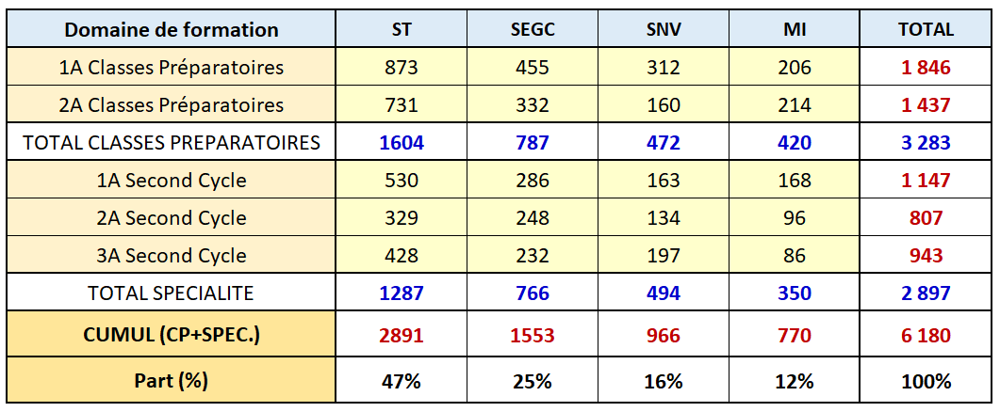 Domaine de formation ST SEGC SNV MI TOTAL
1A Classes Préparatoires 873 455 312 206 1 846
2A Classes Préparatoires 731 332 160 214 1 437
TOTAL CLASSES PREPARATOIRES 1604 787 472 420 3 283
1A Second Cycle 530 286 163 168 1 147
2A Second Cycle 329 248 134 96 807
3A Second Cycle 428 232 197 86 943
TOTAL SPECIALITE 1287 766 494 350 2 897
CUMUL (CP+SPEC.) 2891 1553 966 770 6 180
Part (%) 47% 25% 16% 12% 100%